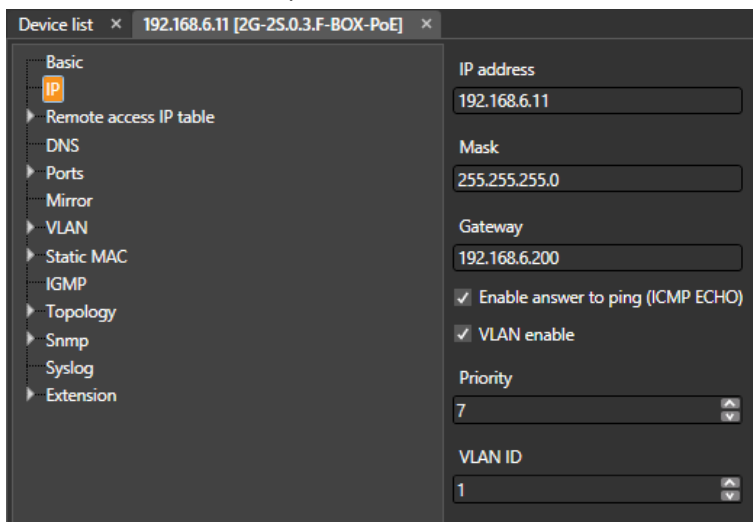 Device list × 192.168.6.11 [2G-2S.0.3.F-BOX-PoE] ×
Basic
IP
Remote access IP table
DNS
Ports
Mirror
VLAN
Static MAC
IGMP
Topology
Snmp
Syslog
Extension
IP address
192.168.6.11
Mask
255.255.255.0
Gateway
192.168.6.200
Enable answer to ping (ICMP ECHO)
VLAN enable
Priority
7
VLAN ID
1